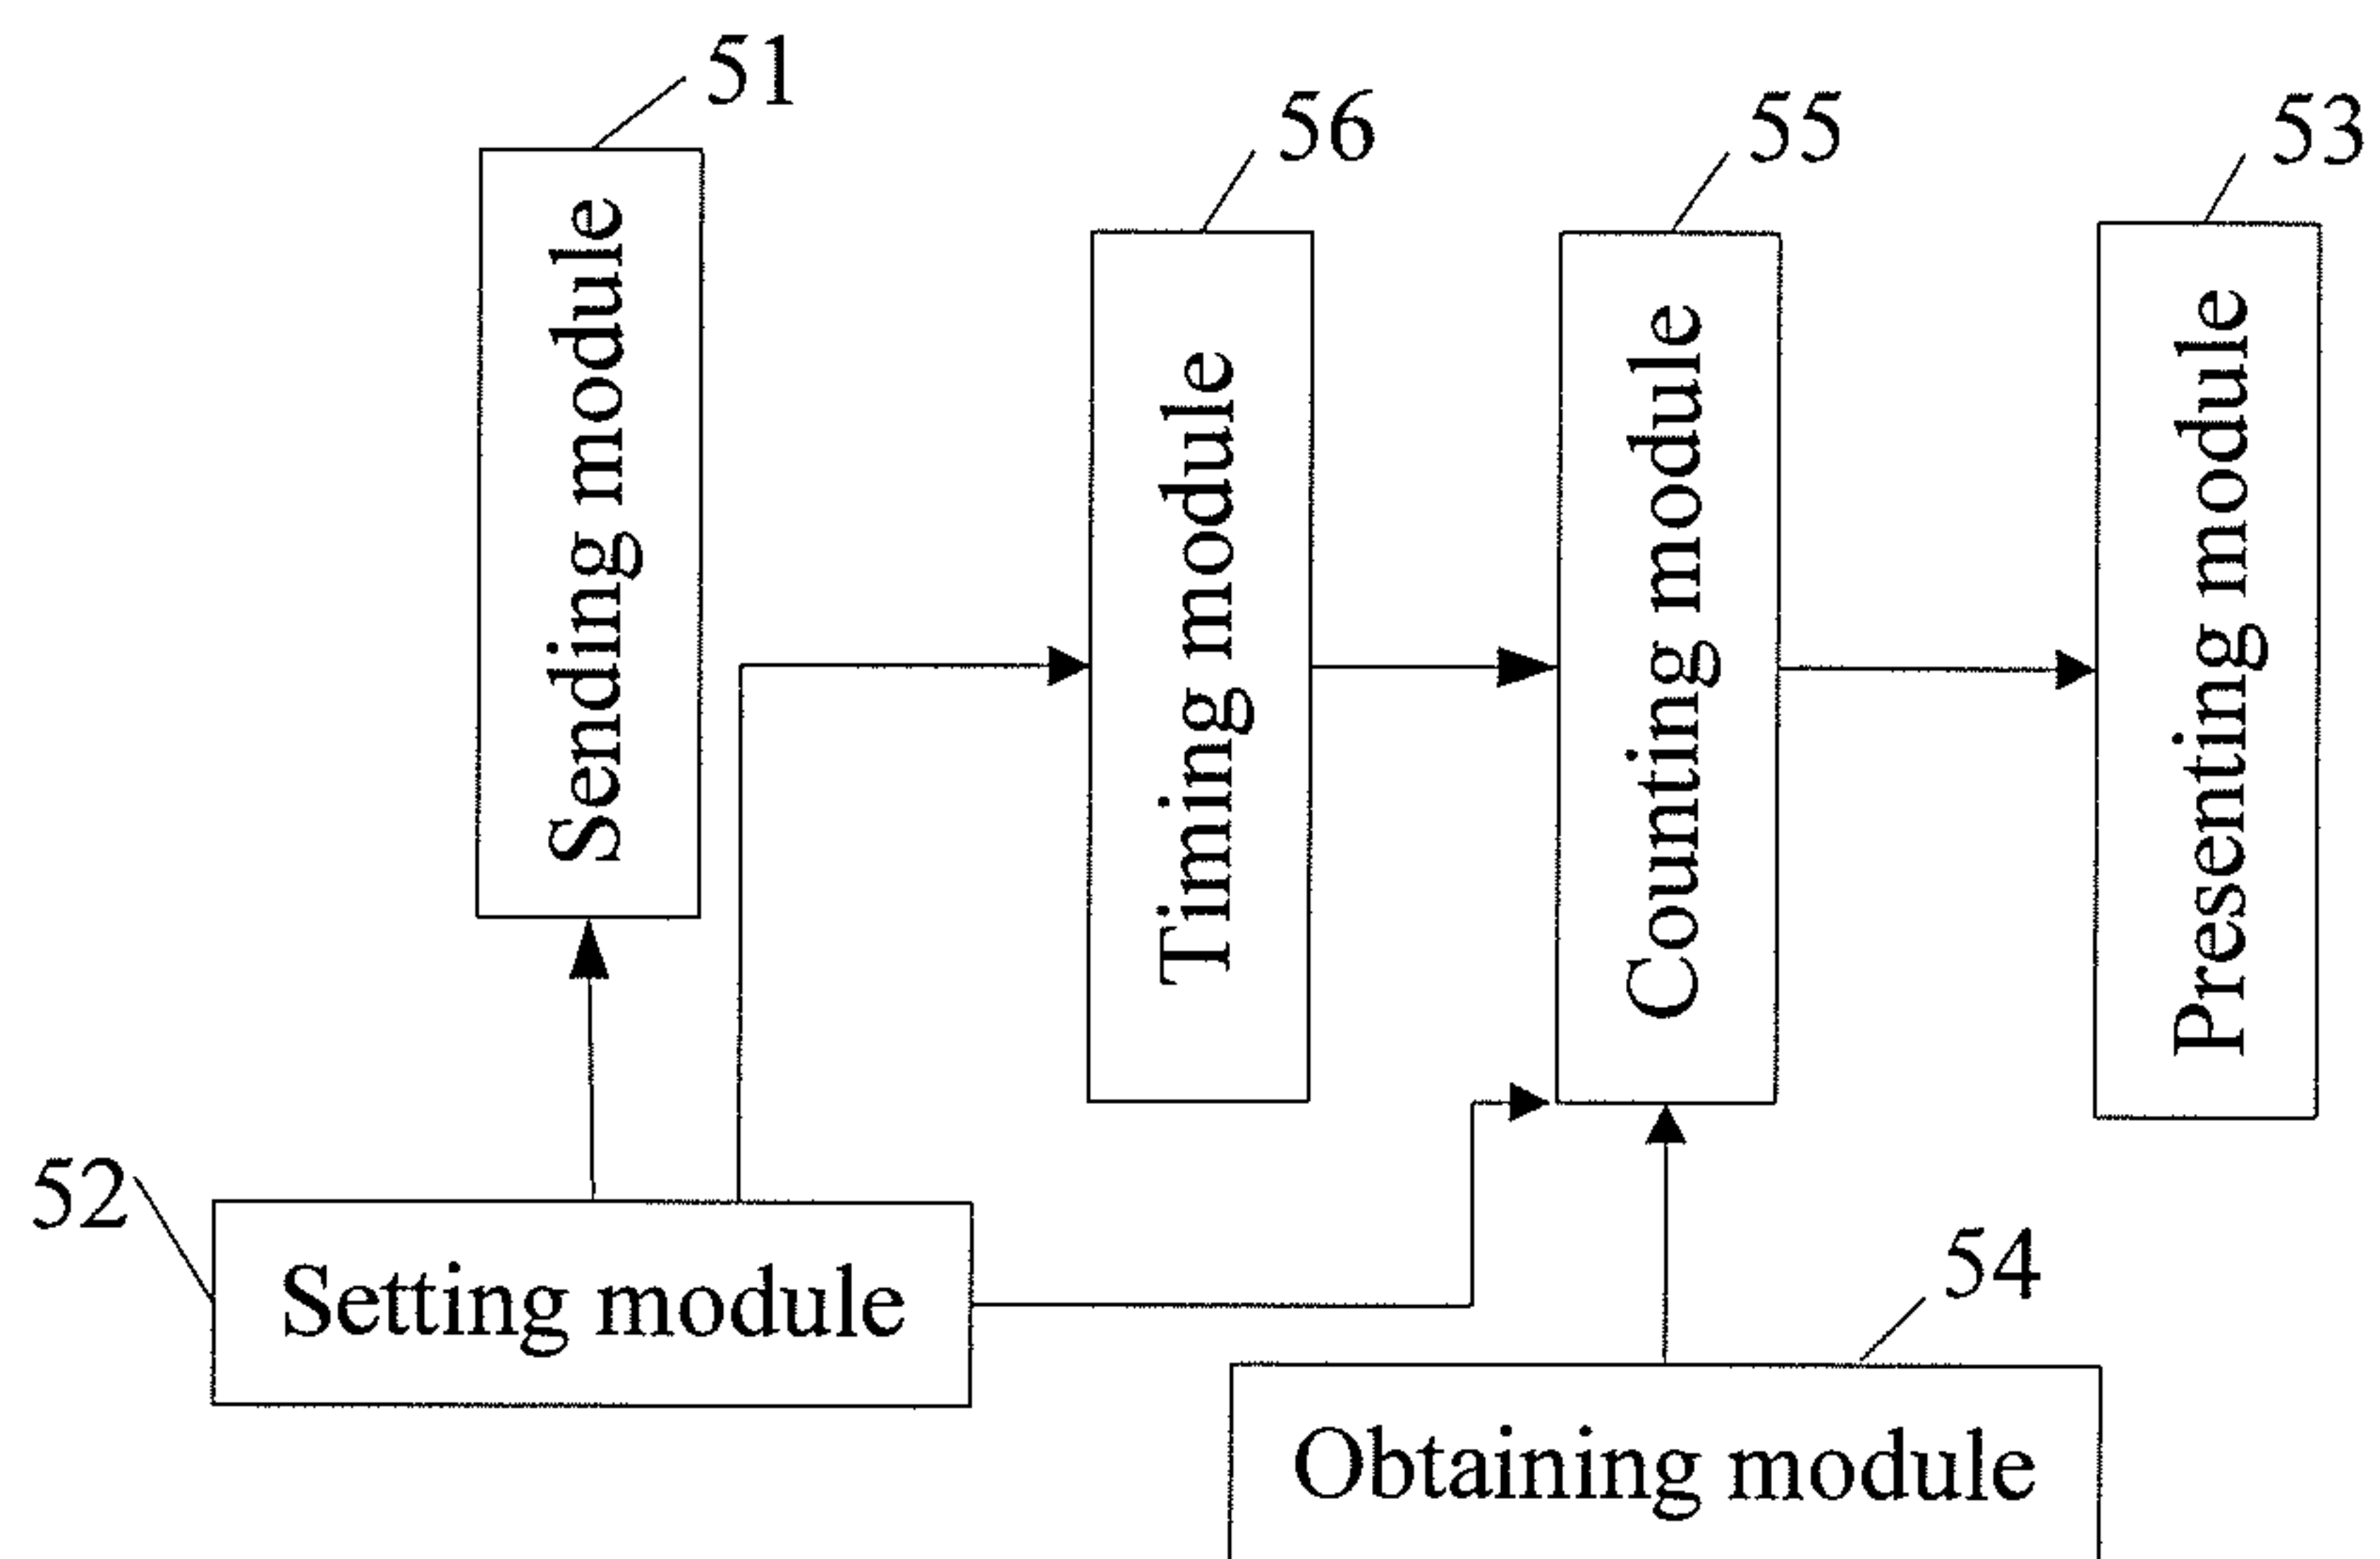 51
56
55
53
Sending module
Timing module
Counting module
Presenting module
52
Setting module
54
Obtaining module